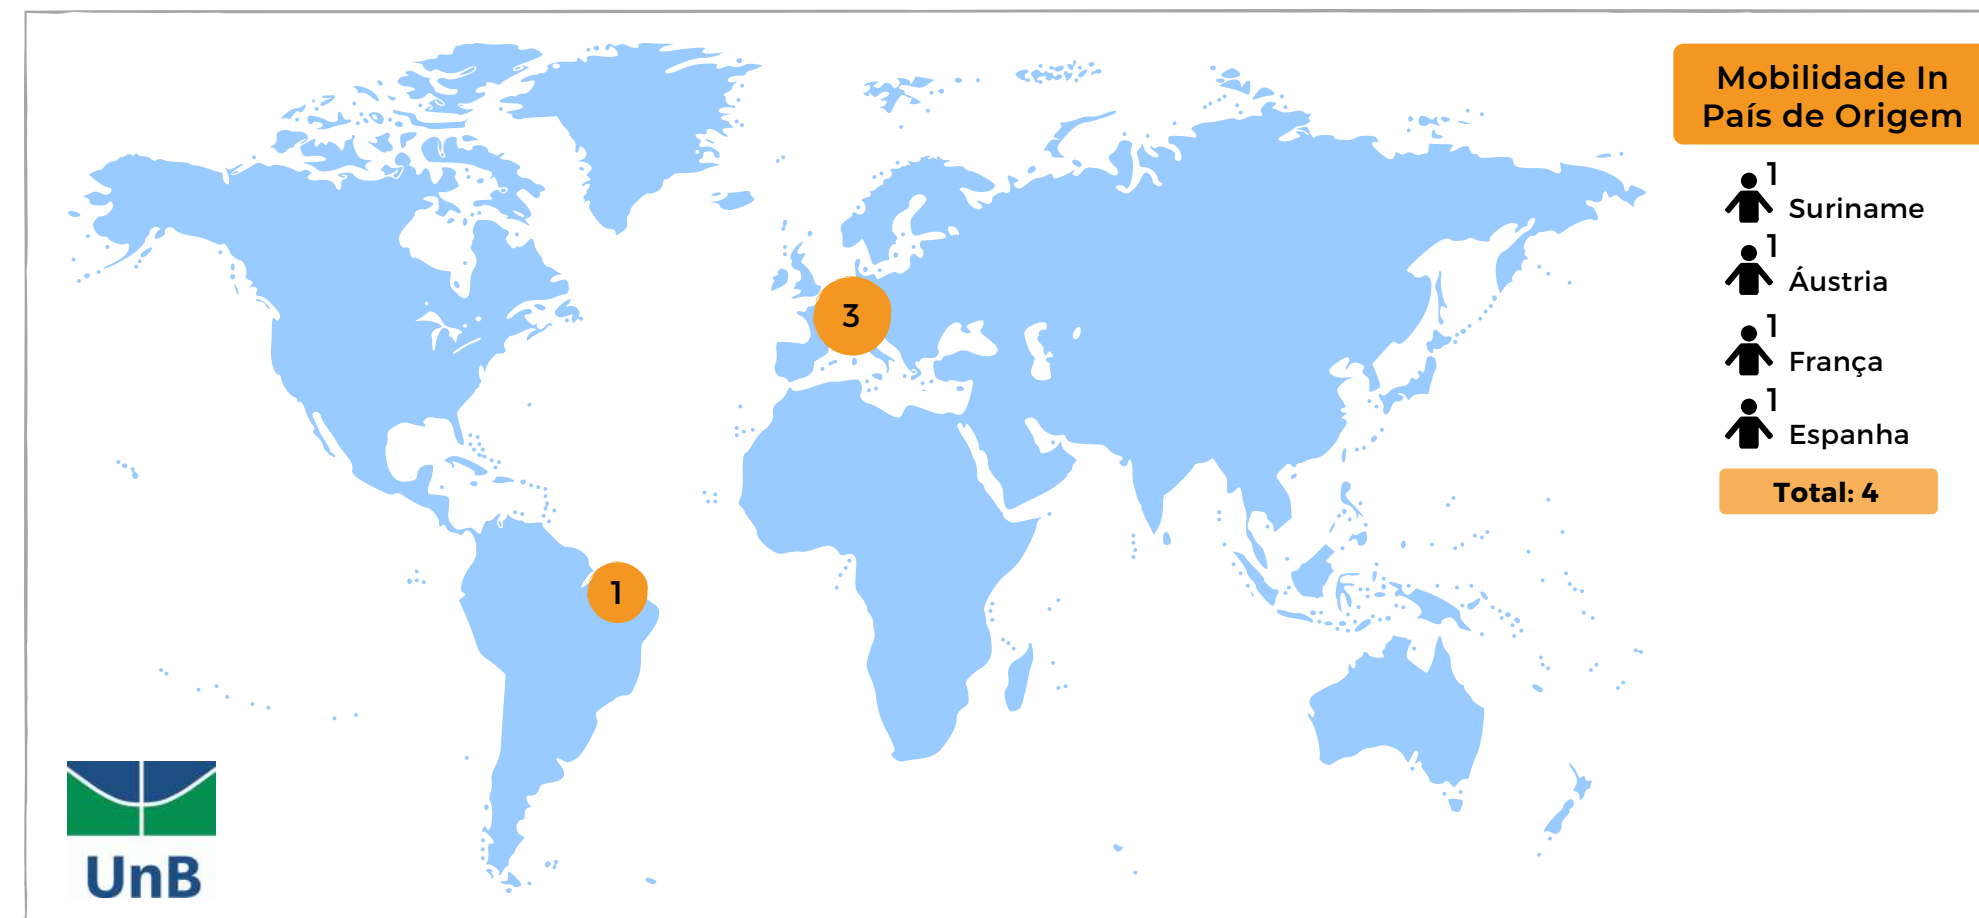 Mobilidade In
País de Origem
1
Suriname
1
Áustria
1
França
1
Espanha
Total: 4
3
1
UnB